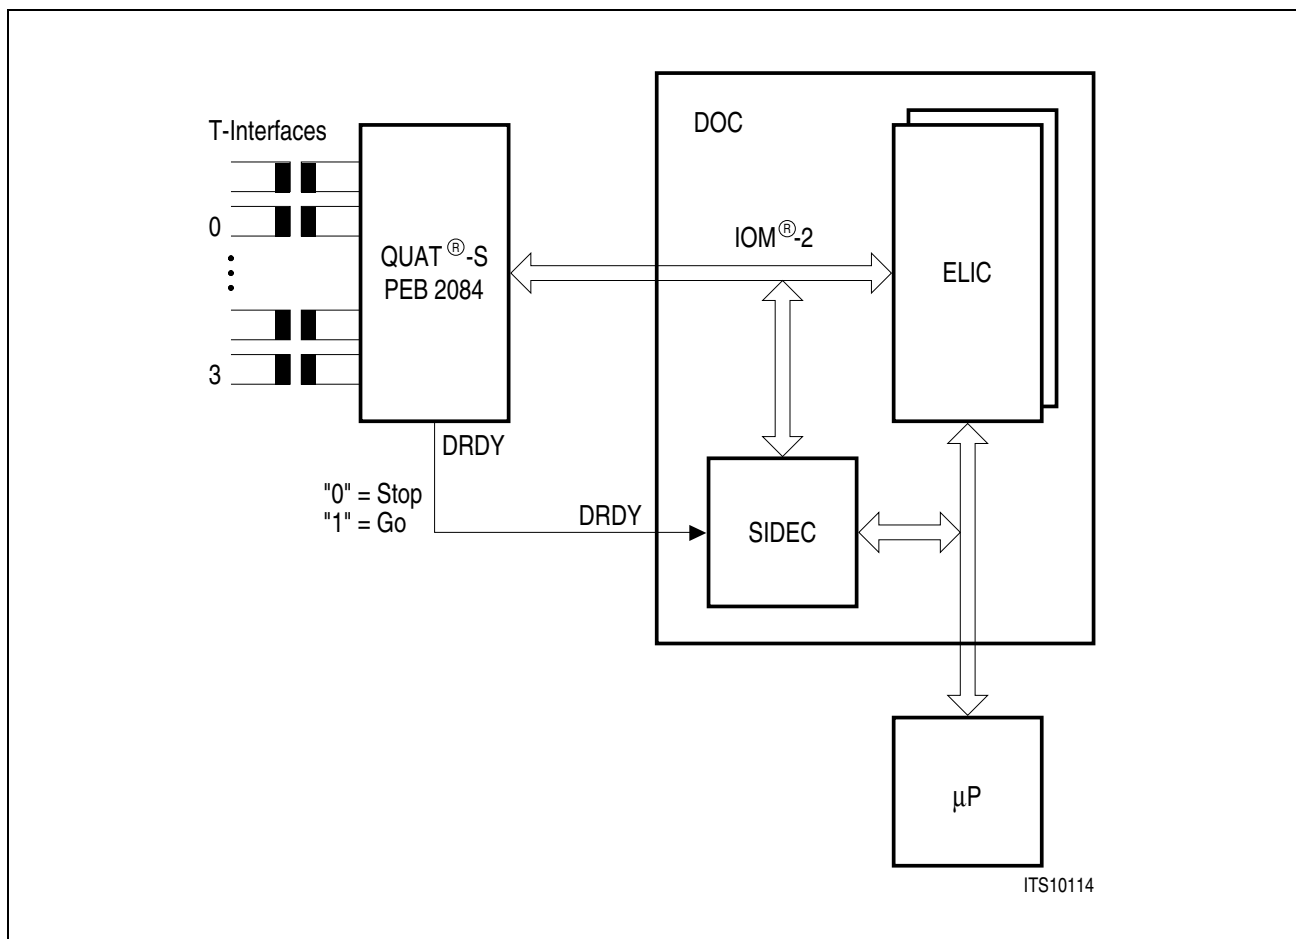 T-Interfaces
0
3
QUAT®-S
PEB 2084
DOC
IOM®-2
ELIC
DRDY
"0" = Stop
"1" = Go
DRDY
SIDEC
µP
ITS10114